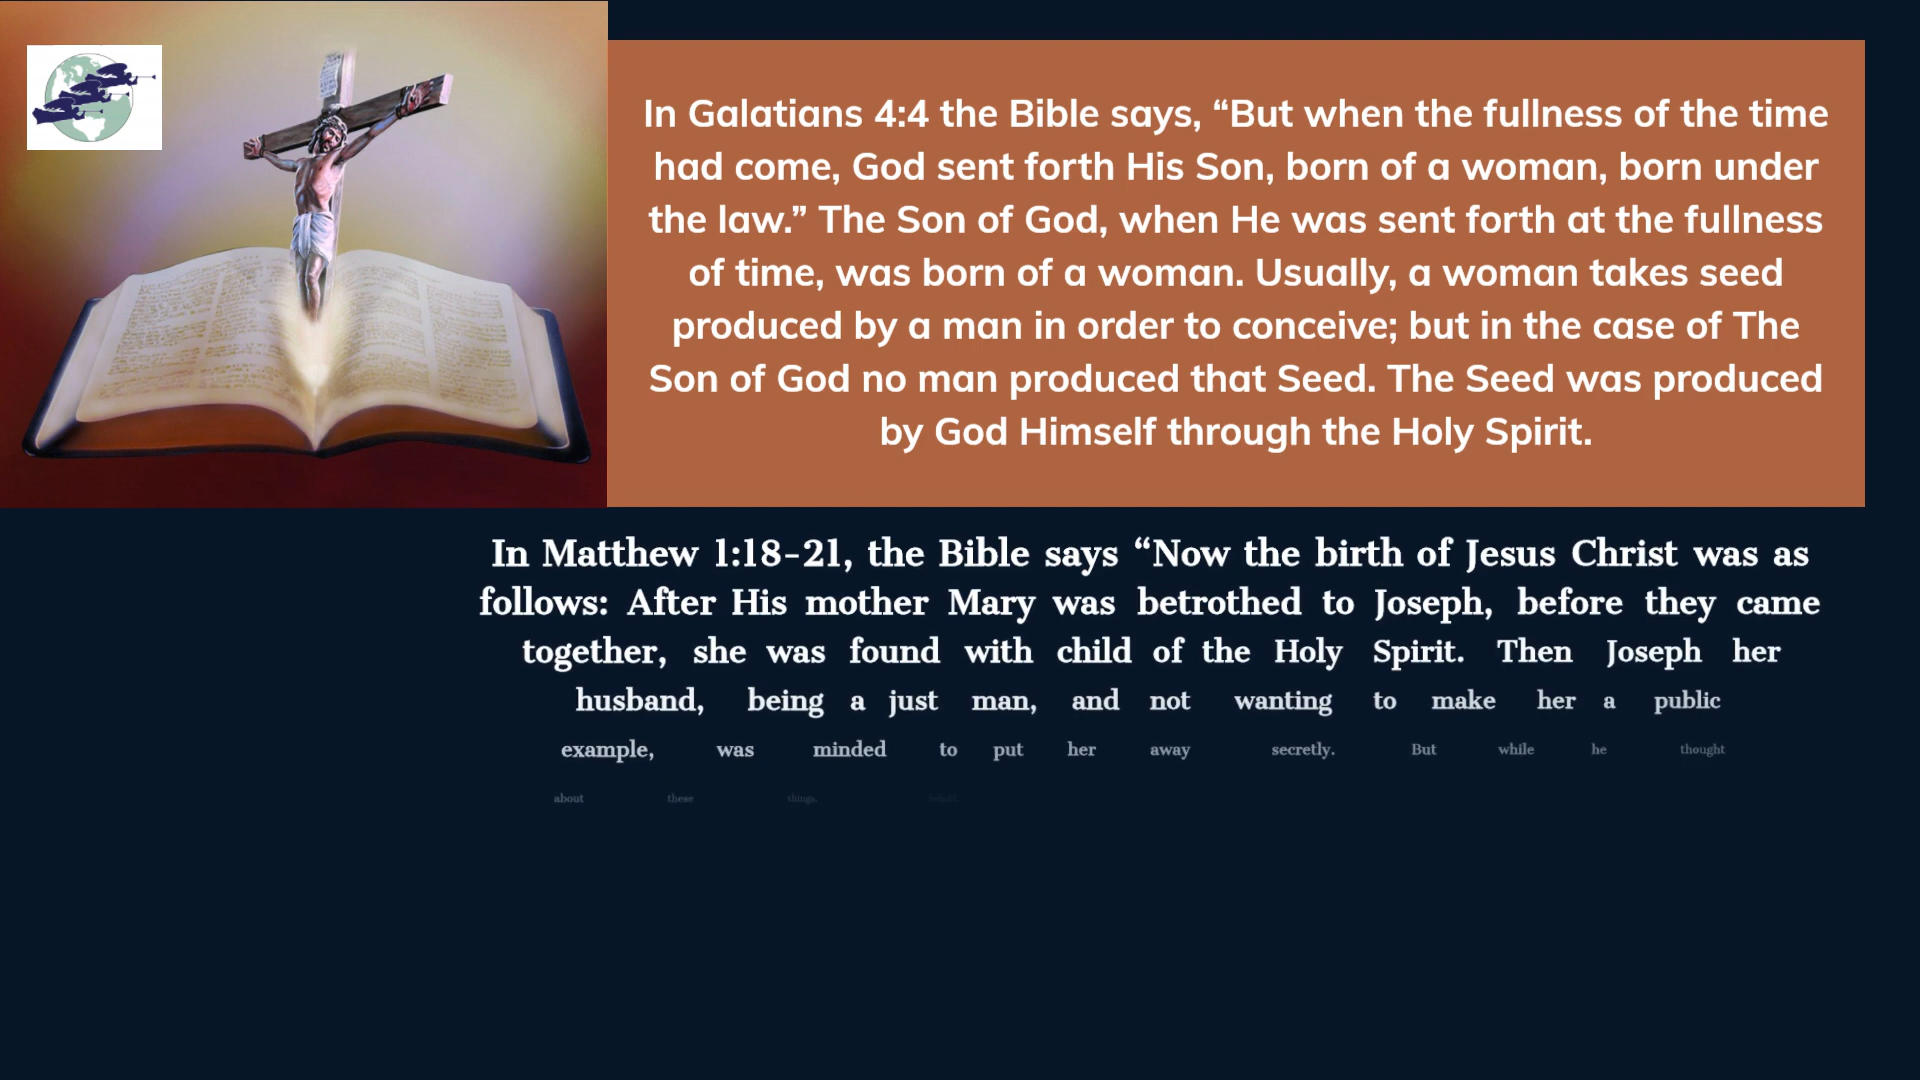 In Galatians 4:4 the Bible says, “But when the fullness of the time
had come, God sent forth His Son, born of a woman, born under
the law.” The Son of God, when He was sent forth at the fullness
of time, was born of a woman. Usually, a woman takes seed
produced by a man in order to conceive; but in the case of The
Son of God no man produced that Seed. The Seed was produced
by God Himself through the Holy Spirit.
In Matthew 1:18-21, the Bible says “Now the birth of Jesus Christ was as
follows: After His mother Mary was betrothed to Joseph, before they came
together, she was found with child of the Holy Spirit. Then Joseph her
husband, being a just man, and not wanting to make her a public
example, was minded to put her away secretly. But while he thought
about these things,